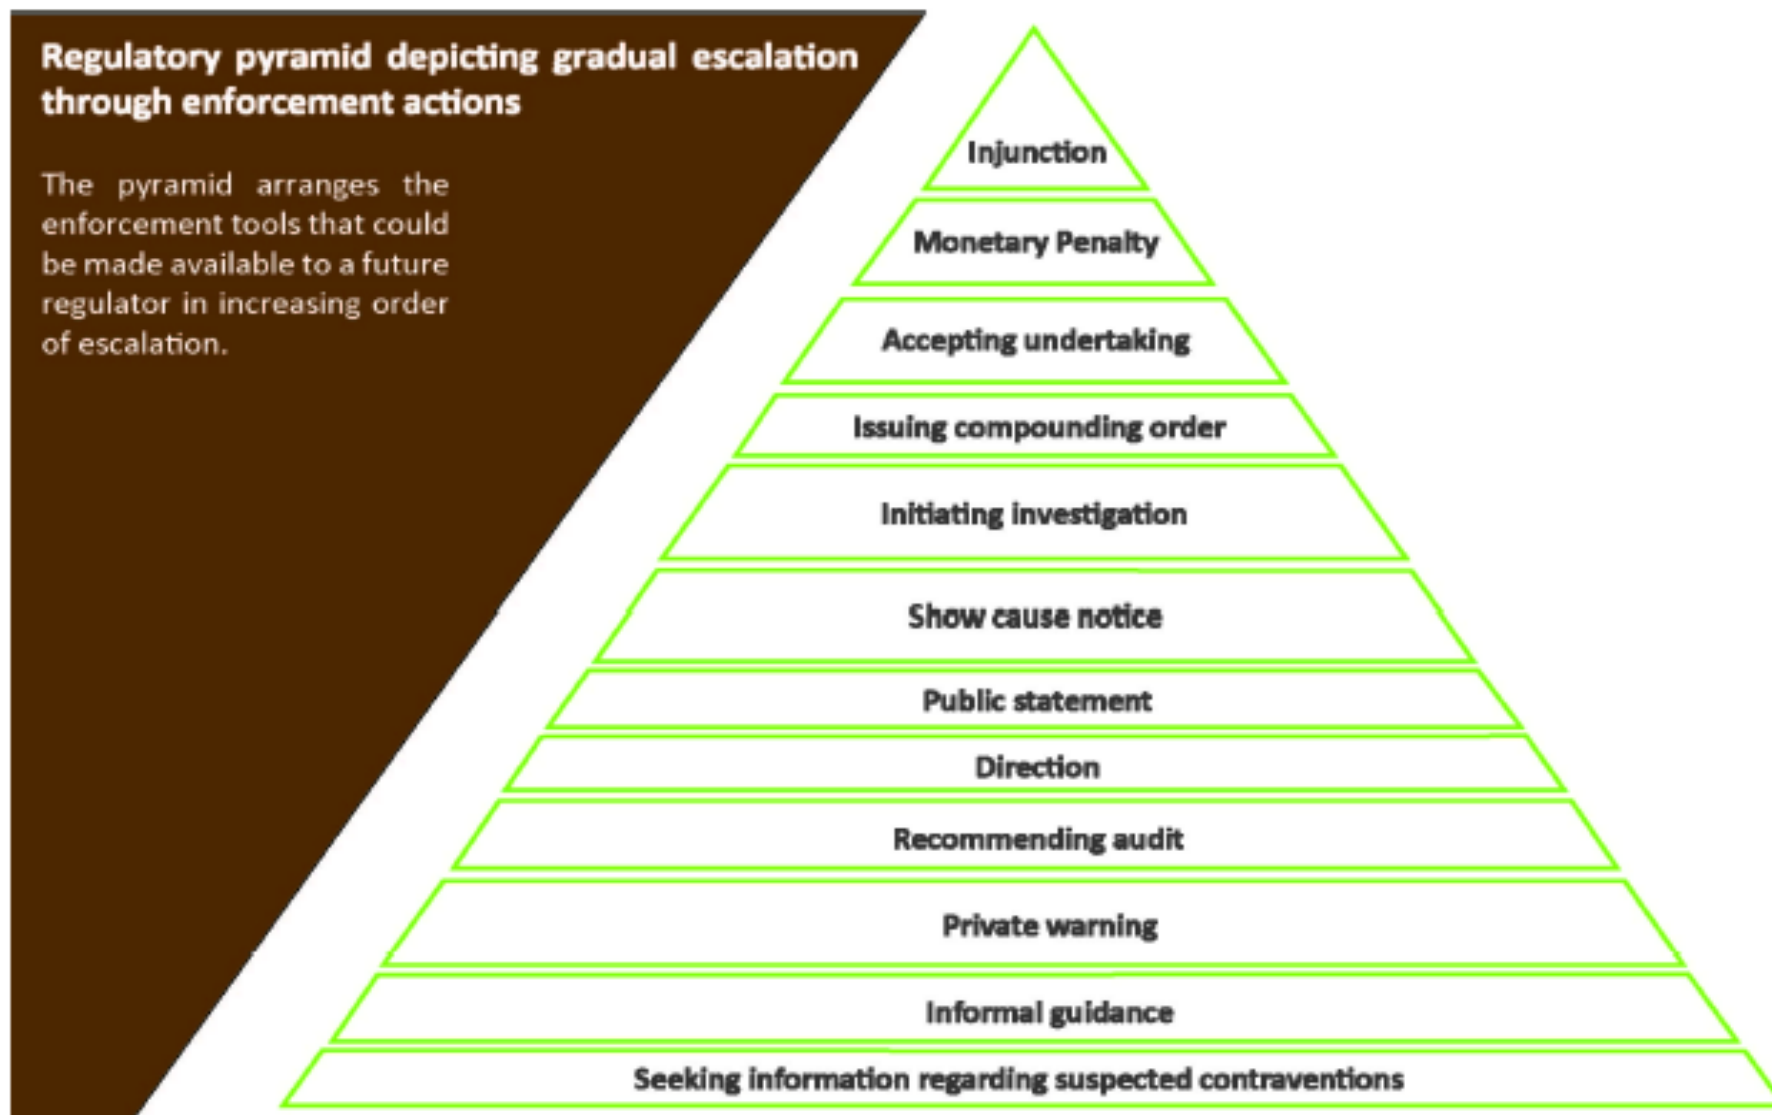 Regulatory pyramid depicting gradual escalation
through enforcement actions
The pyramid arranges the
enforcement tools that could
be made available to a future
regulator in increasing order
of escalation.
Injunction
Monetary Penalty
Accepting undertaking
Issuing compounding order
Initiating investigation
Show cause notice
Public statement
Direction
Recommending audit
Private warning
Informal guidance
Seeking information regarding suspected contraventions